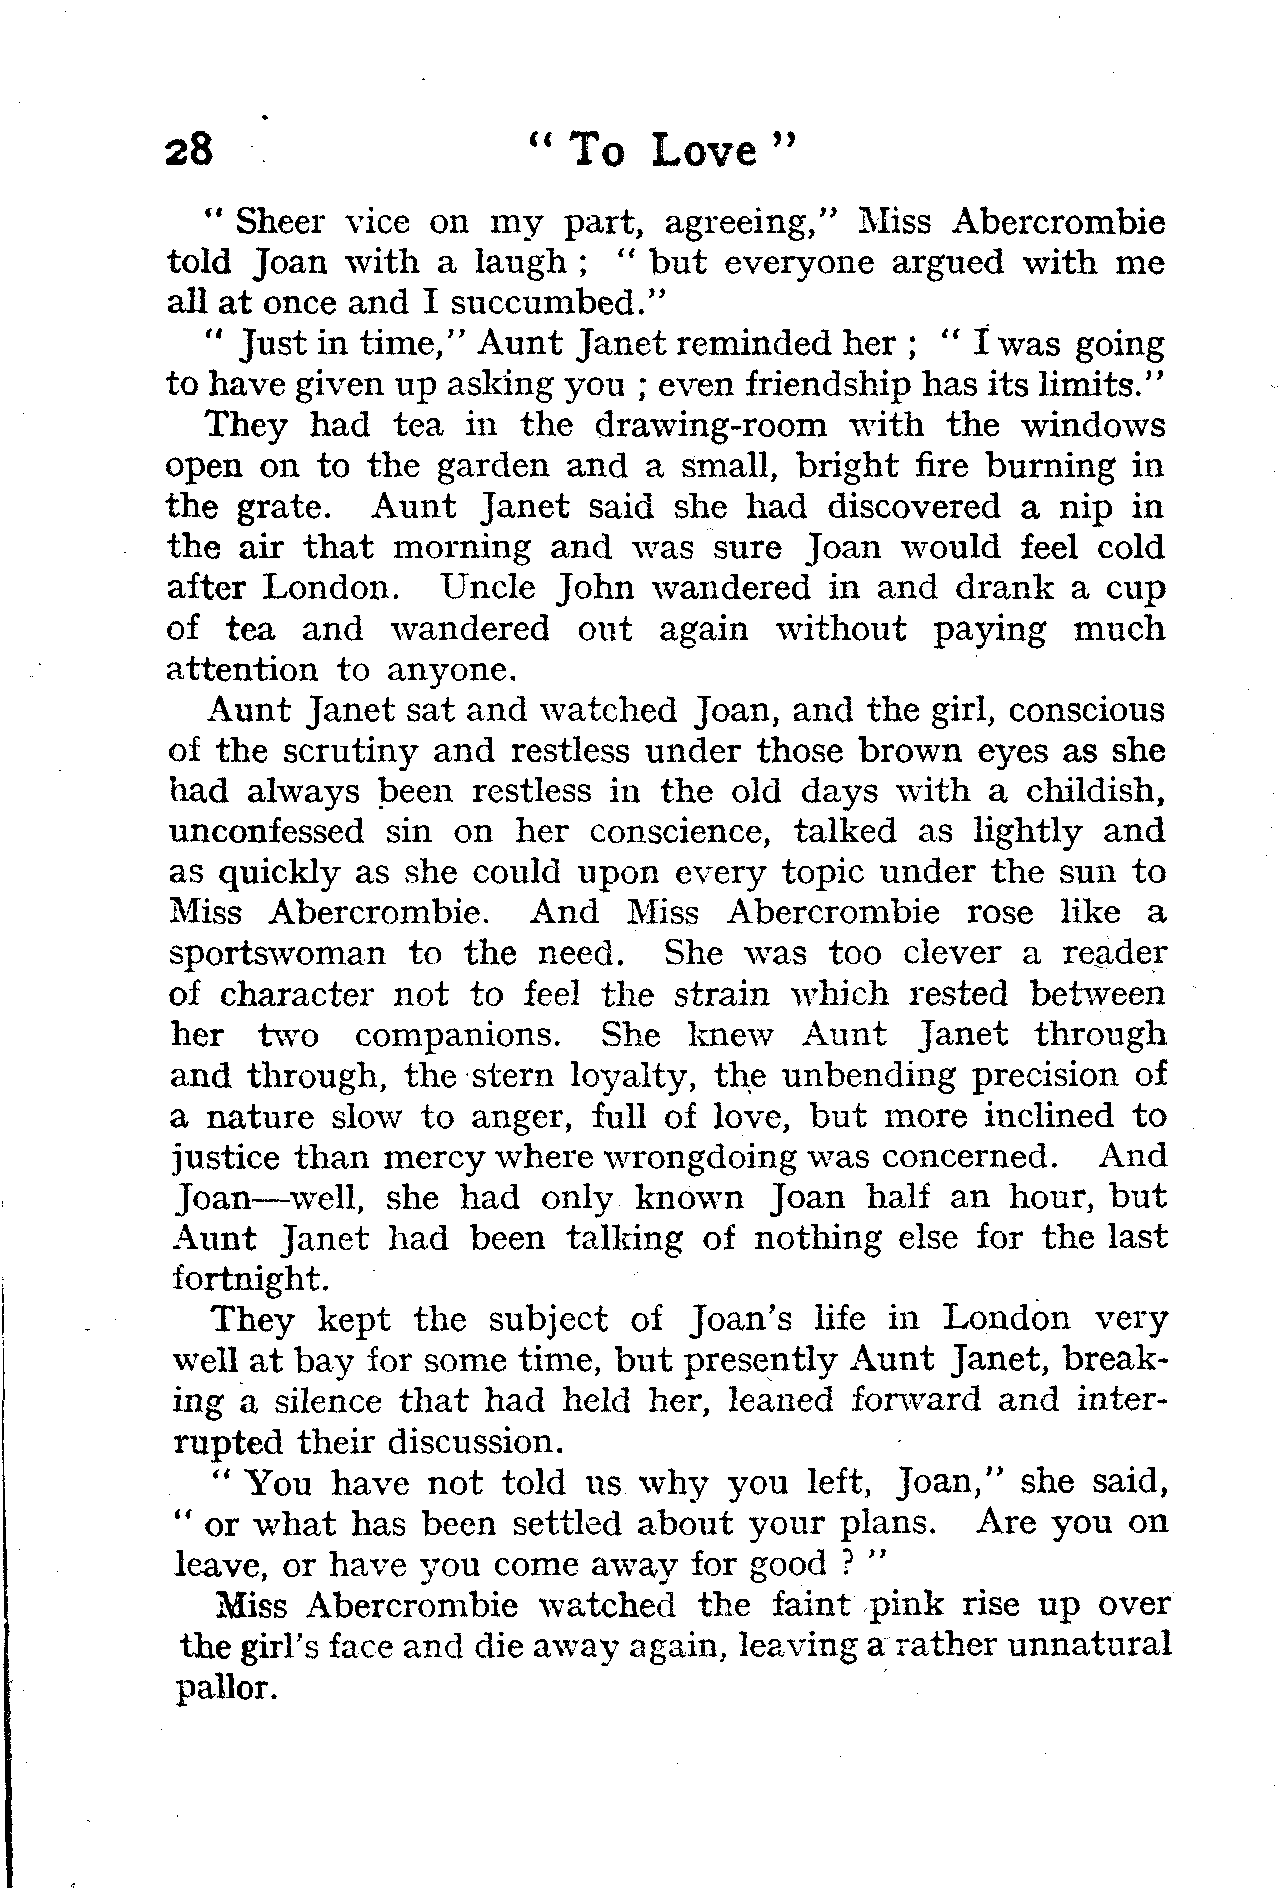 28 “ To Love ”
“ Sheer vice on my part, agreeing,” Miss Abercrombie
told Joan with a laugh ; “ but everyone argued with me
all at once and I succumbed.”
“ Just in time,” Aunt Janet reminded her ; “ I was going
to have given up asking you ; even friendship has its limits.”
They had tea in the drawing-room with the windows
open on to the garden and a small, bright fire burning in
the grate. Aunt Janet said she had discovered a nip in
the air that morning and was sure Joan would feel cold
after London. Uncle John wandered in and drank a cup
of tea and wandered out again without paying much
attention to anyone.
Aunt Janet sat and watched Joan, and the girl, conscious
of the scrutiny and restless under those brown eyes as she
had always been restless in the old days with a childish,
unconfessed sin on her conscience, talked as lightly and
as quickly as she could upon every topic under the sun to
Miss Abercrombie. And Miss Abercrombie rose like a
sportswoman to the need. She was too clever a reader
of character not to feel the strain which rested between
her two companions. She knew Aunt Janet through
and through, the stern loyalty, the unbending precision of
a nature slow to anger, full of love, but more inclined to
justice than mercy where wrongdoing was concerned. And
Joan—well, she had only known Joan half an hour, but
Aunt Janet had been talking of nothing else for the last
fortnight.
They kept the subject of Joan’s life in London very
well at bay for some time, but presently Aunt Janet, break-
ing a silence that had held her, leaned forward and inter-
rupted their discussion.
“ You have not told us why you left, Joan,” she said,
“ or what has been settled about your plans. Are you on
leave, or have you come away for good ? ”
Miss Abercrombie watched the faint pink rise up over
the girl’s face and die away again, leaving a rather unnatural
pallor.